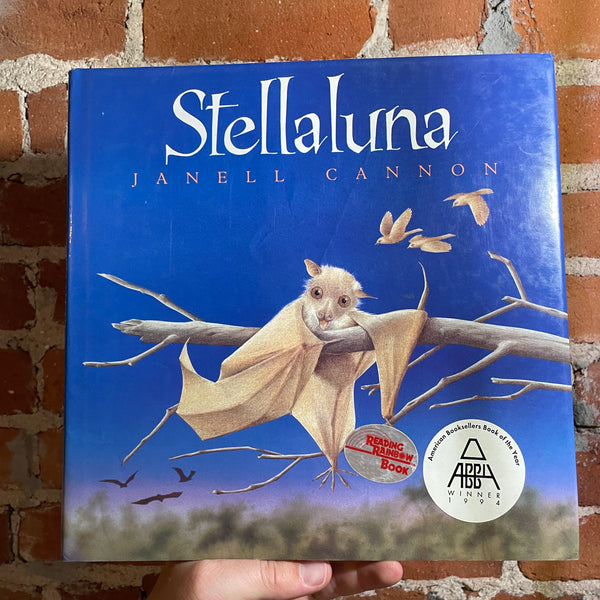 Stellaluna
JANELL CANNON
READING
RAINBOW
BOOK
American Booksellers Book of the Year
ABBY
WINNER
1994